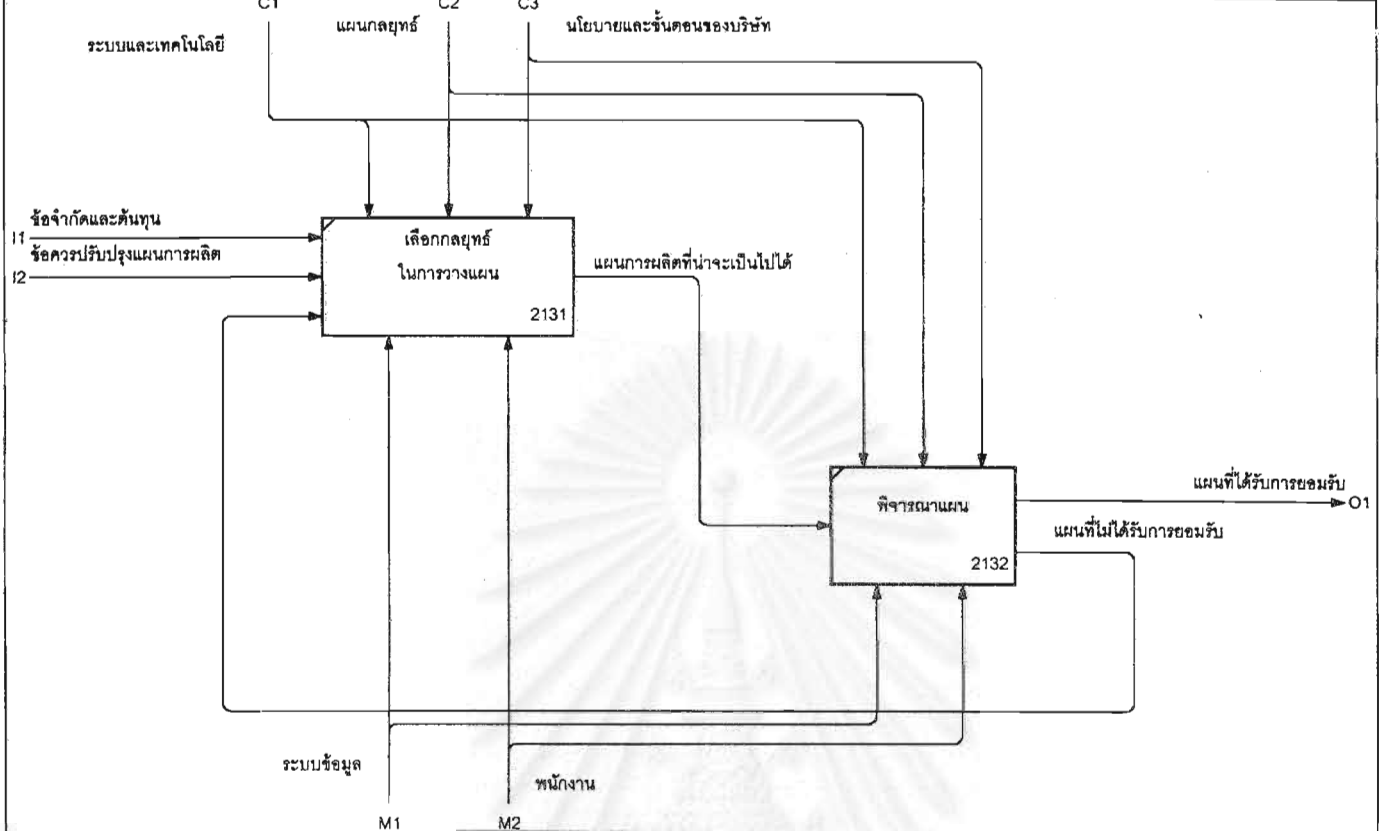 C1
C2
C3
แผนกลยุทธ์
นโยบายและขั้นตอนของบริษัท
ระบบและเทคโนโลยี
ข้อจำกัดและต้นทุน
I1
ข้อควรปรับปรุงแผนการผลิต
I2
เลือกกลยุทธ์
ในการวางแผน
2131
แผนการผลิตที่น่าจะเป็นไปได้
พิจารณาแผน
2132
แผนที่ได้รับการยอมรับ
O1
แผนที่ไม่ได้รับการยอมรับ
ระบบข้อมูล
พนักงาน
M1
M2